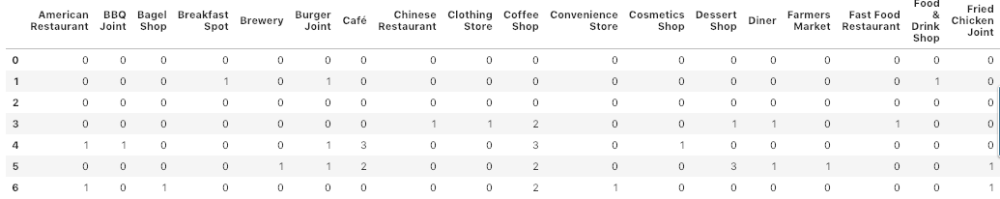 American Restaurant BBQ Joint Bagel Shop Breakfast Spot Brewery Burger Joint Café Chinese Restaurant Clothing Store Coffee Shop Convenience Store Cosmetics Shop Dessert Shop Diner Farmers Market Fast Food Restaurant Food & Drink Shop Fried Chicken Joint
0 0 0 0 0 0 0 0 0 0 0 0 0 0 0 0 0 0 0
1 0 0 0 1 0 1 0 0 0 0 0 0 0 0 0 0 1 0
2 0 0 0 0 0 0 0 0 0 0 0 0 0 0 0 0 0 0
3 0 0 0 0 0 0 0 1 1 2 0 0 1 1 0 1 0 0
4 1 1 0 0 0 1 3 0 0 3 0 1 0 0 0 0 0 0
5 0 0 0 0 1 1 2 0 0 2 0 0 3 1 1 0 0 1
6 1 0 1 0 0 0 0 0 0 2 1 0 0 0 0 0 0 1